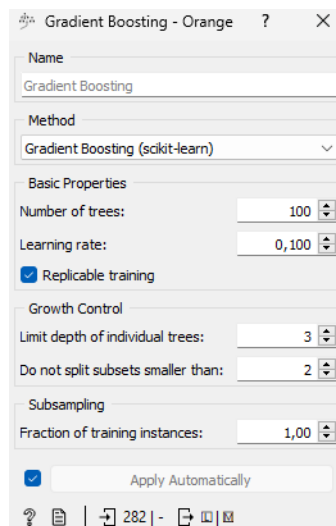 Gradient Boosting - Orange ? ×
Name
Gradient Boosting
Method
Gradient Boosting (scikit-learn)
Basic Properties
Number of trees: 100
Learning rate: 0,100
Replicable training
Growth Control
Limit depth of individual trees: 3
Do not split subsets smaller than: 2
Subsampling
Fraction of training instances: 1,00
Apply Automatically
? 282 | - |